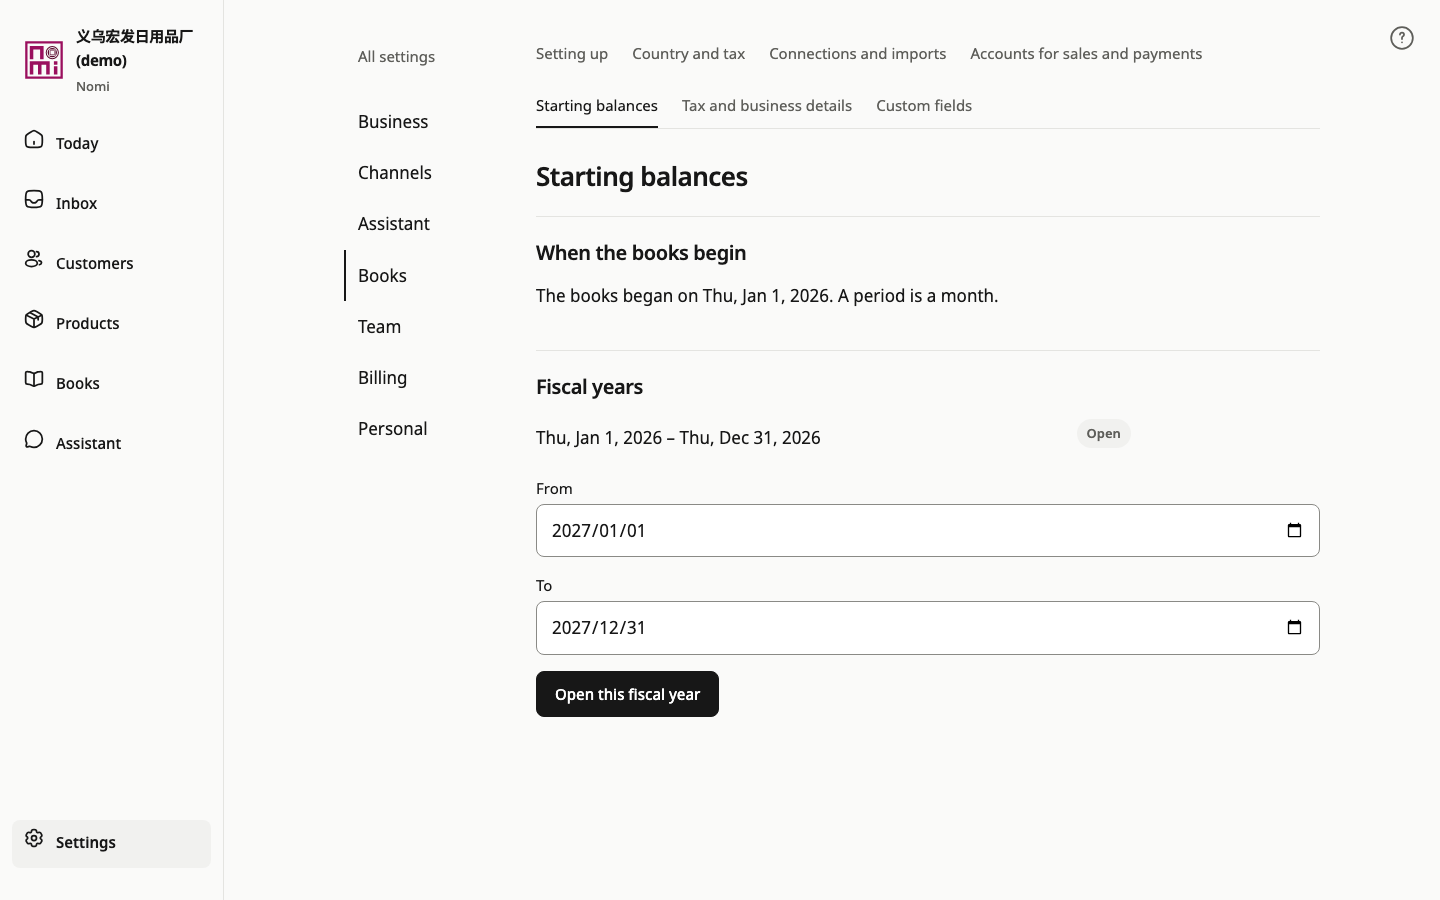 义乌宏发日用品厂
(demo)
Nomi
Today
Inbox
Customers
Products
Books
Assistant
Settings
All settings
Business
Channels
Assistant
Books
Team
Billing
Personal
Setting up
Country and tax
Connections and imports
Accounts for sales and payments
Starting balances
Tax and business details
Custom fields
Starting balances
When the books begin
The books began on Thu, Jan 1, 2026. A period is a month.
Fiscal years
Thu, Jan 1, 2026 – Thu, Dec 31, 2026
Open
From
2027/01/01
To
2027/12/31
Open this fiscal year